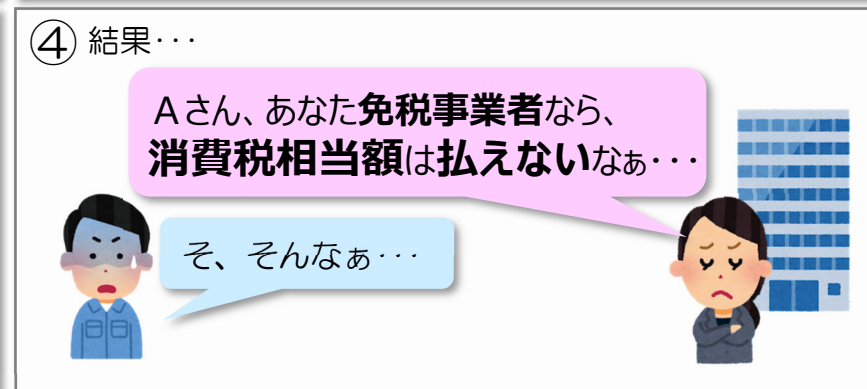 ④ 結果･･･
Ａさん、あなた免税事業者なら、
消費税相当額は払えないなぁ･･･
そ、そんなぁ･･･